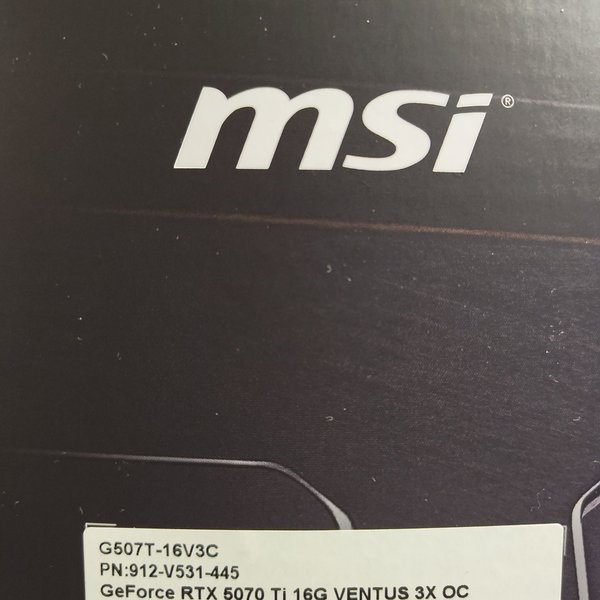 msi®
G507T-16V3C
PN:912-V531-445
GeForce RTX 5070 Ti 16G VENTUS 3X OC